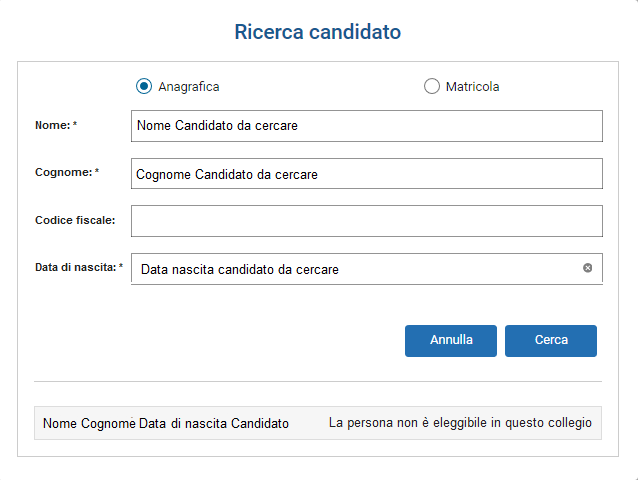 Ricerca candidato
Anagrafica Matricola
Nome: * Nome Candidato da cercare
Cognome: * Cognome Candidato da cercare
Codice fiscale:
Data di nascita: * Data nascita candidato da cercare
Annulla Cerca
Nome Cognome Data di nascita Candidato La persona non è eleggibile in questo collegio